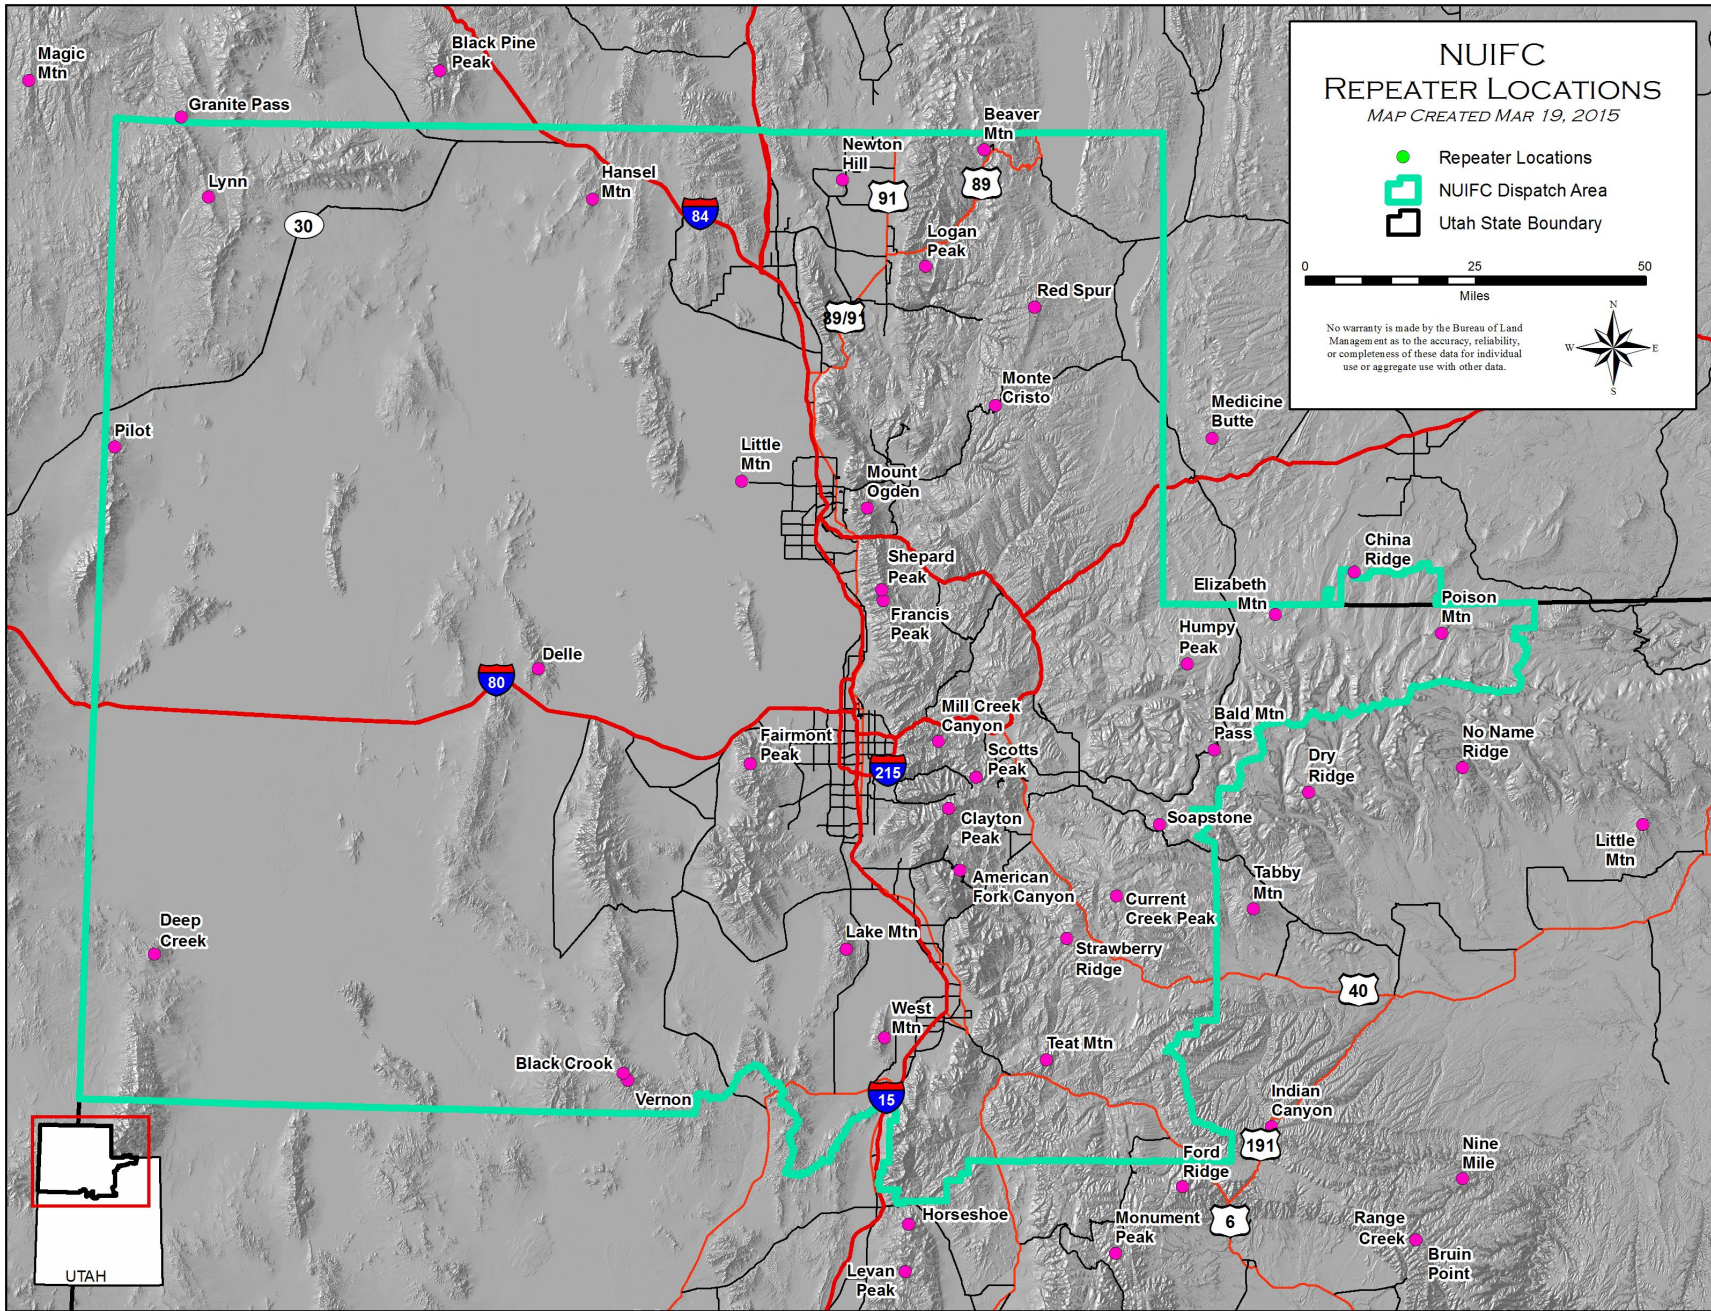 NUIFC
REPEATER LOCATIONS
MAP CREATED MAR 19, 2015
Repeater Locations
NUIFC Dispatch Area
Utah State Boundary
0 25 50
Miles
No warranty is made by the Bureau of Land
Management as to the accuracy, reliability,
or completeness of these data for individual
use or aggregate use with other data.
N
W E
S
Magic
Mtn
Black Pine
Peak
Granite Pass
Beaver
Mtn
Newton
Hill
Hansel
Mtn
Lynn
91
89
84
30
Logan
Peak
Red Spur
89/91
Monte
Cristo
Medicine
Butte
Pilot
Little
Mtn
Mount
Ogden
China
Ridge
Shepard
Peak
Elizabeth
Mtn
Poison
Mtn
Francis
Peak
Humpy
Peak
Delle
80
Mill Creek
Canyon
Bald Mtn
Pass
No Name
Ridge
Fairmont
Peak
Scotts
Peak
Dry
Ridge
215
Clayton
Peak
Soapstone
Little
Mtn
American
Fork Canyon
Tabby
Mtn
Current
Creek Peak
Deep
Creek
Lake Mtn
Strawberry
Ridge
40
West
Mtn
Teat Mtn
Black Crook
Vernon
15
Indian
Canyon
191
Ford
Ridge
Nine
Mile
Horseshoe
Monument
Peak
6
Range
Creek
Bruin
Point
Levan
Peak
UTAH